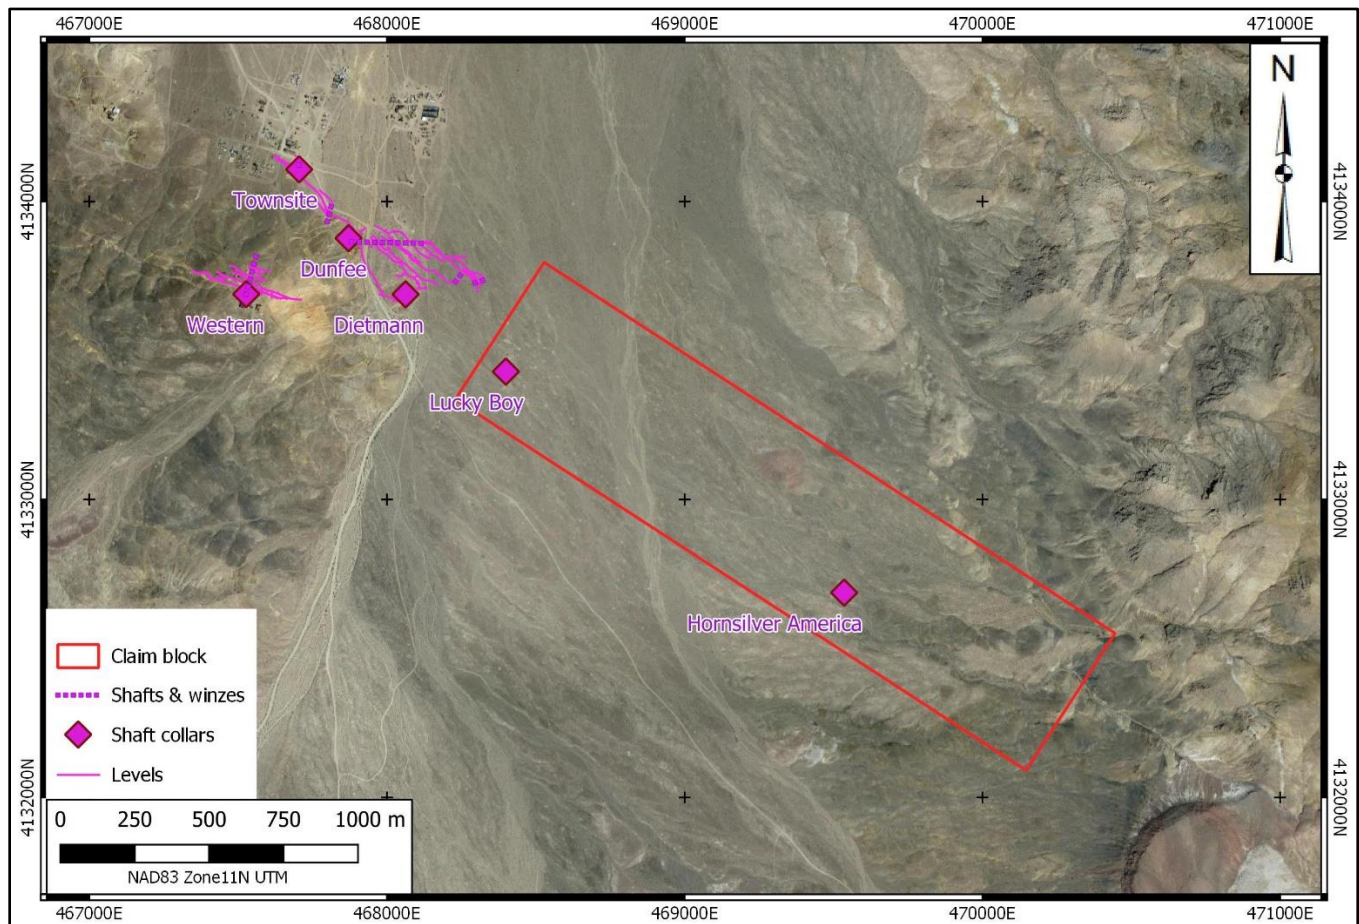 467000E 468000E 469000E 470000E 471000E
N
4134000N 4134000N
Townsite
Dunfee
Western Dietmann
Lucky Boy
4133000N 4133000N
Hornsilver America
Claim block
Shafts & winzes
Shaft collars
Levels
4132000N 4132000N
0 250 500 750 1000 m
NAD83 Zone11N UTM
467000E 468000E 469000E 470000E 471000E